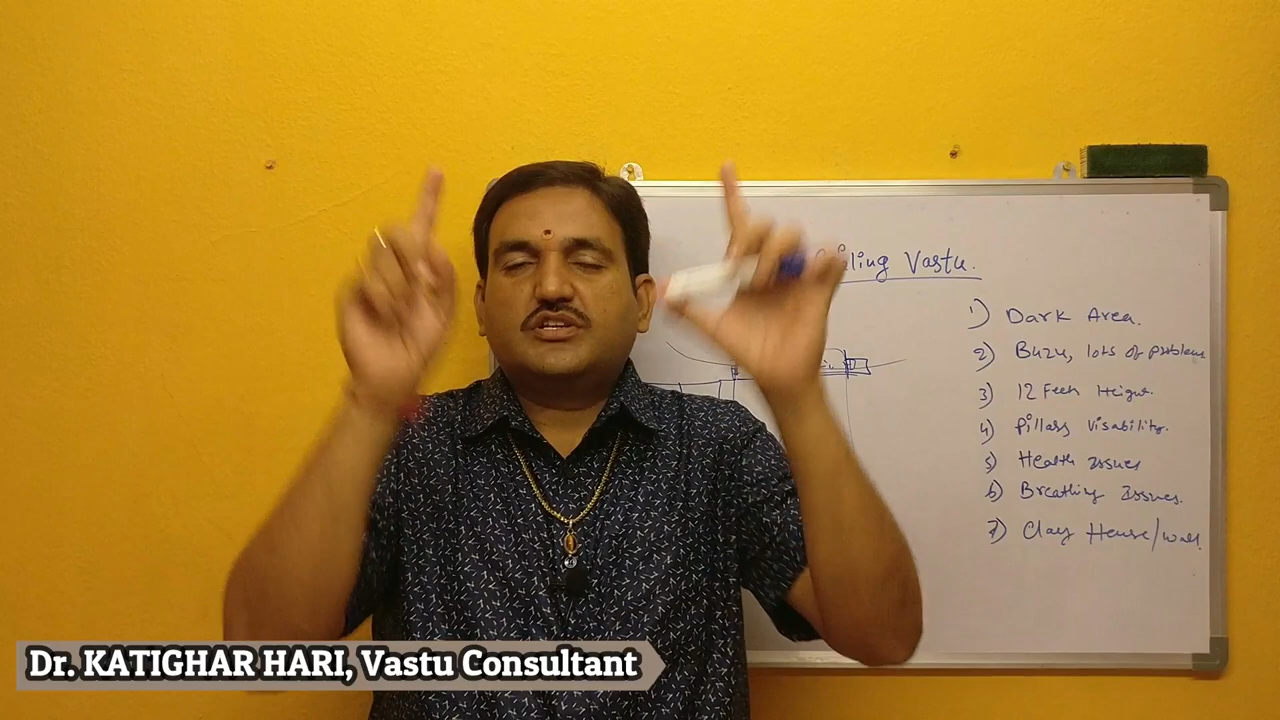 Vastu.
1) Dark Area.
2) Buzu, lots of problems
3) 12 Feet Height.
4) Pillars Visability.
5) Health Issues
6) Breathing Issues.
7) Clay House/wall
Dr. KATIGHAR HARI, Vastu Consultant